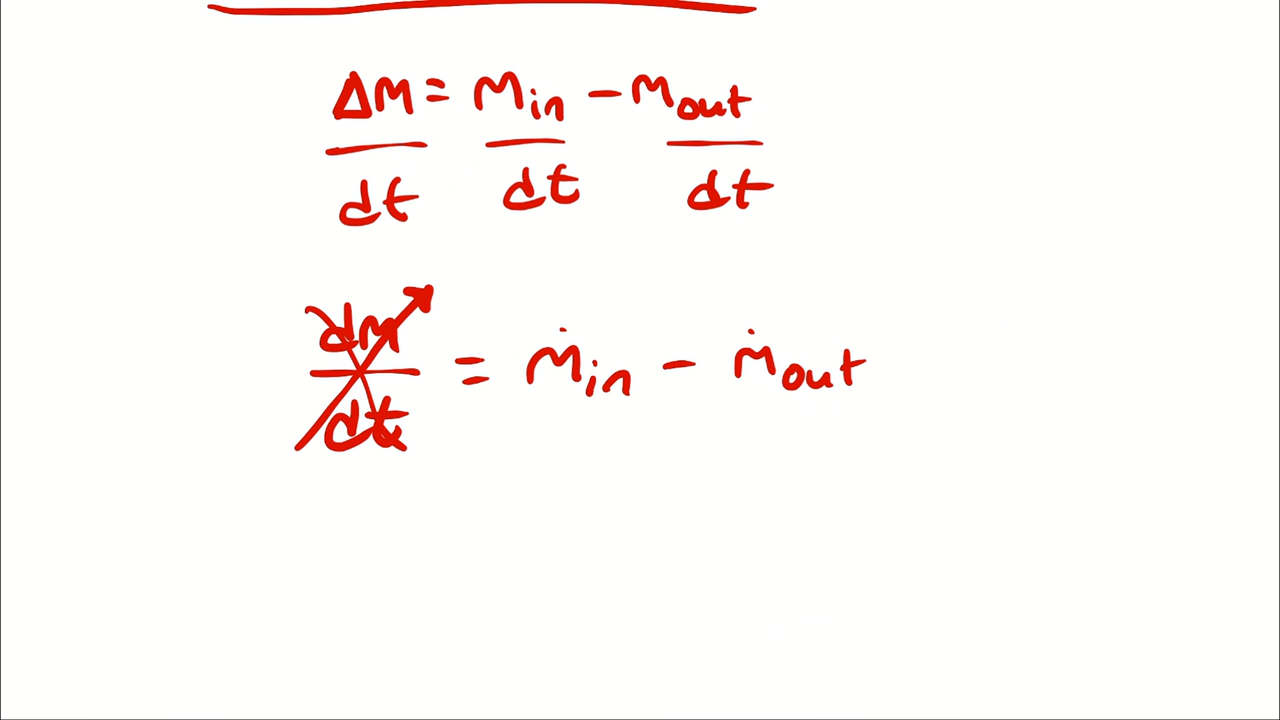 Δm = min − mout
dt dt dt
dm
dt = ṁin − ṁout